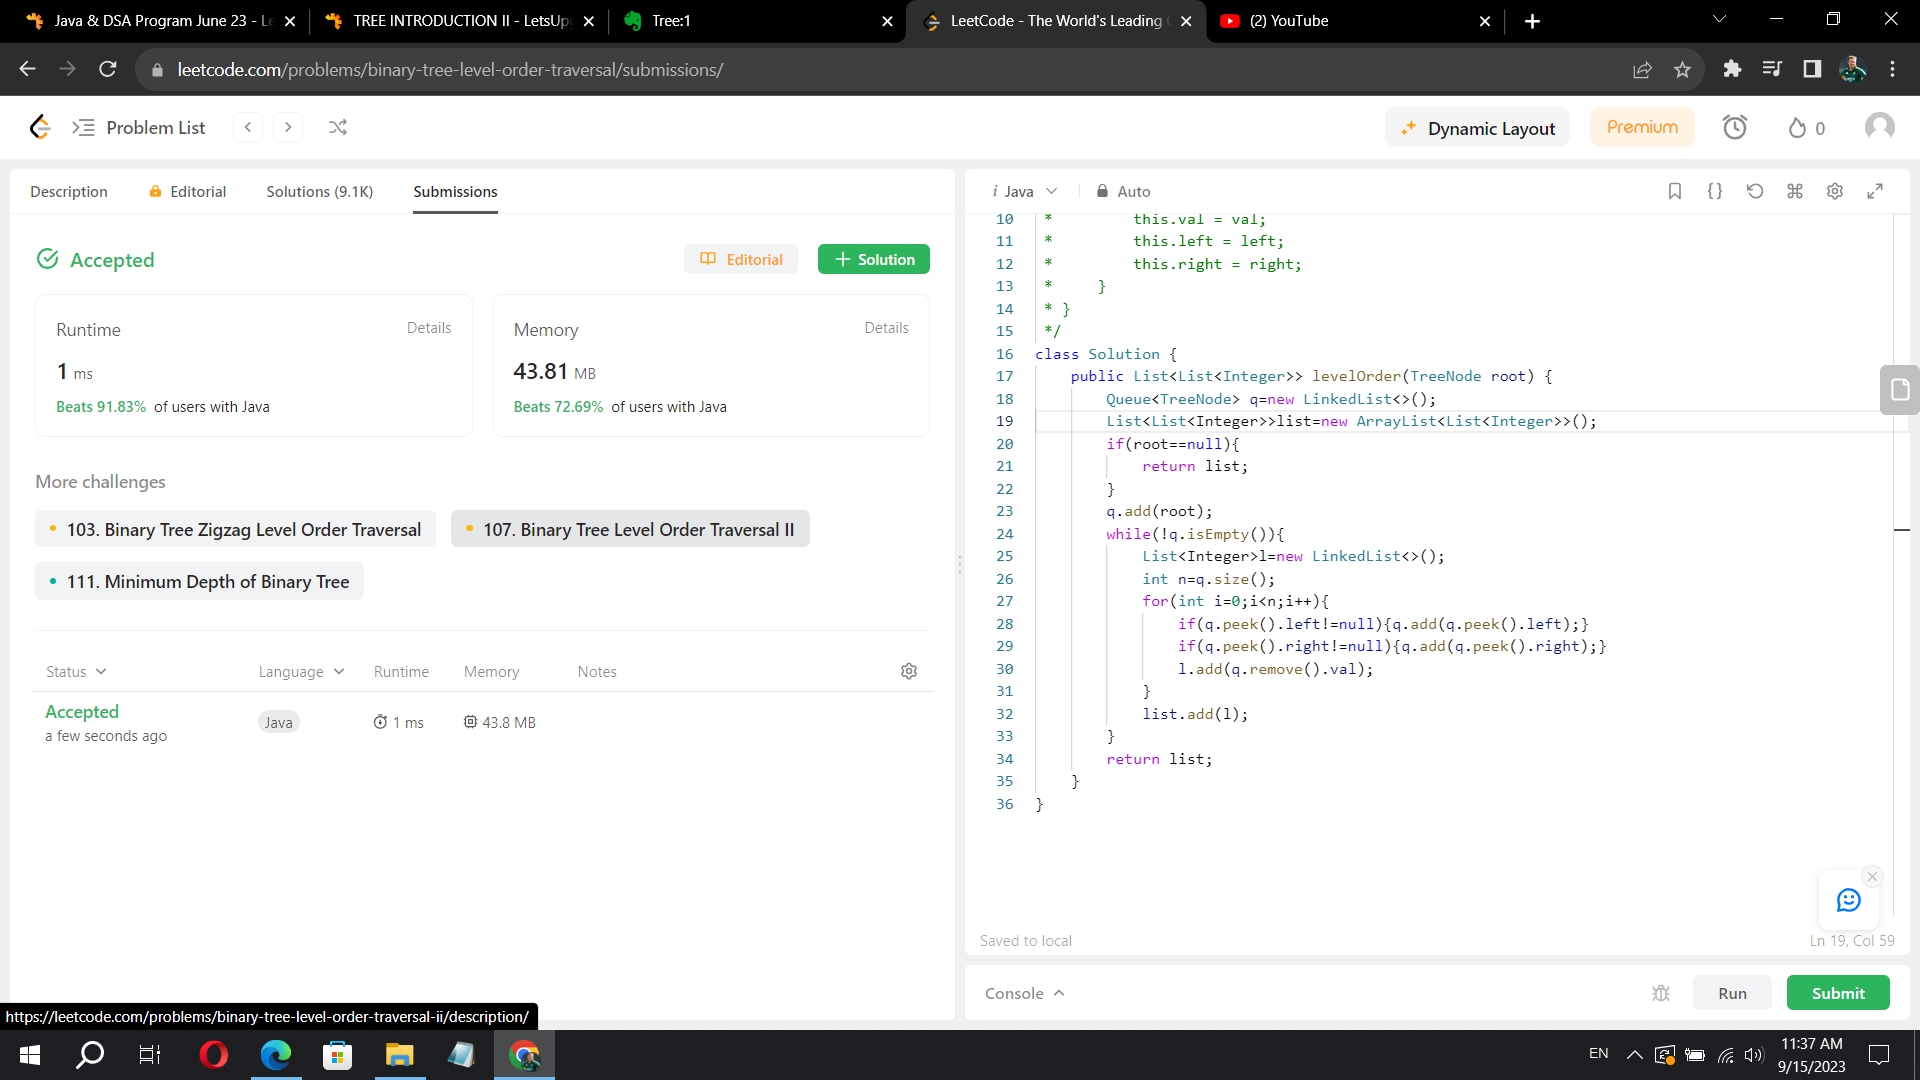 Java & DSA Program June 23 - Le
TREE INTRODUCTION II - LetsUp
Tree:1
LeetCode - The World's Leading
(2) YouTube
leetcode.com/problems/binary-tree-level-order-traversal/submissions/
Problem List
Dynamic Layout
Premium
0
Description
Editorial
Solutions (9.1K)
Submissions
Accepted
Editorial
Solution
Runtime
Details
1 ms
Beats 91.83% of users with Java
Memory
Details
43.81 MB
Beats 72.69% of users with Java
More challenges
103. Binary Tree Zigzag Level Order Traversal
107. Binary Tree Level Order Traversal II
111. Minimum Depth of Binary Tree
Status
Language
Runtime
Memory
Notes
Accepted
a few seconds ago
Java
1 ms
43.8 MB
https://leetcode.com/problems/binary-tree-level-order-traversal-ii/description/
i Java
Auto
10 * this.val = val;
11 * this.left = left;
12 * this.right = right;
13 * }
14 * }
15 */
16 class Solution {
17 public List<List<Integer>> levelOrder(TreeNode root) {
18 Queue<TreeNode> q=new LinkedList<>();
19 List<List<Integer>>list=new ArrayList<List<Integer>>();
20 if(root==null){
21 return list;
22 }
23 q.add(root);
24 while(!q.isEmpty()){
25 List<Integer>l=new LinkedList<>();
26 int n=q.size();
27 for(int i=0;i<n;i++){
28 if(q.peek().left!=null){q.add(q.peek().left);}
29 if(q.peek().right!=null){q.add(q.peek().right);}
30 l.add(q.remove().val);
31 }
32 list.add(l);
33 }
34 return list;
35 }
36 }
Saved to local
Ln 19, Col 59
Console
Run
Submit
EN
11:37 AM
9/15/2023